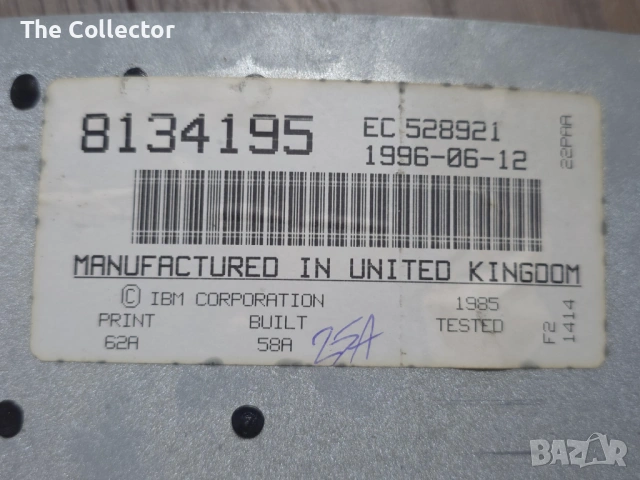 The Collector
8134195
EC 528921
1996-06-12
22PAA
MANUFACTURED IN UNITED KINGDOM
© IBM CORPORATION 1985
PRINT BUILT TESTED
62A 58A 25A
F2
1414
BAZAR